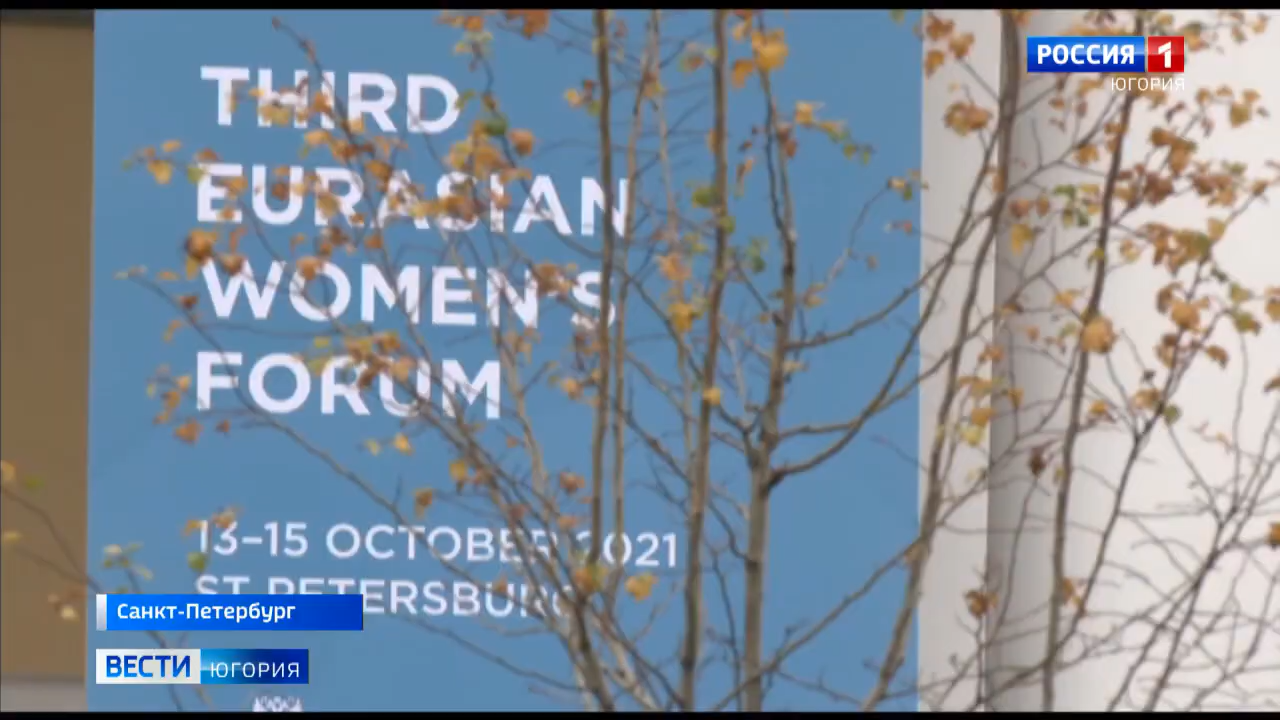 РОССИЯ 1
ЮГОРИЯ
THIRD
EURASIAN
WOMEN'S
FORUM
13–15 OCTOBER 2021
ST PETERSBURG
Санкт-Петербург
ВЕСТИ ЮГОРИЯ